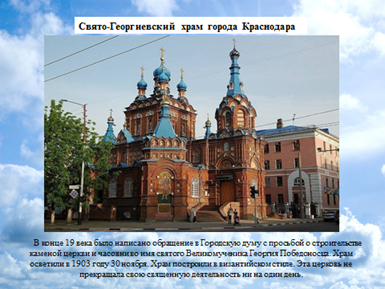 Свято-Георгиевский храм города Краснодара
В конце 19 века было написано обращение в Городскую думу с просьбой о строительстве
каменой церкви и часовни во имя святого Великомученика Георгия Победоносца. Храм
осветили в 1903 году 30 ноября. Храм построили в византийском стиле. Эта церковь не
прекращала свою священную деятельность ни на один день.